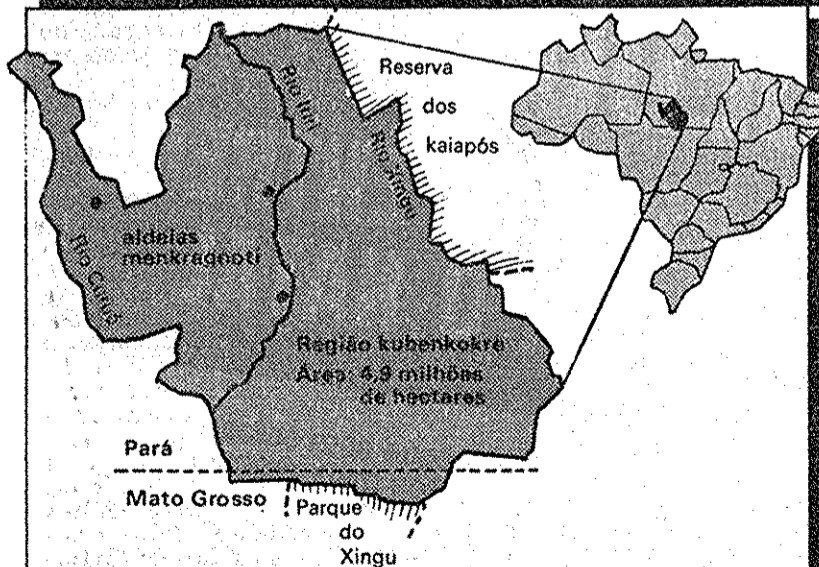 Reserva
dos
kaiapós
Rio Iriri
Rio Xingu
aldeias
menkragnoti
Rio Curuá
Região kubenkokre
Área: 4,9 milhões
de hectares
Pará
Mato Grosso
Parque
do
Xingu